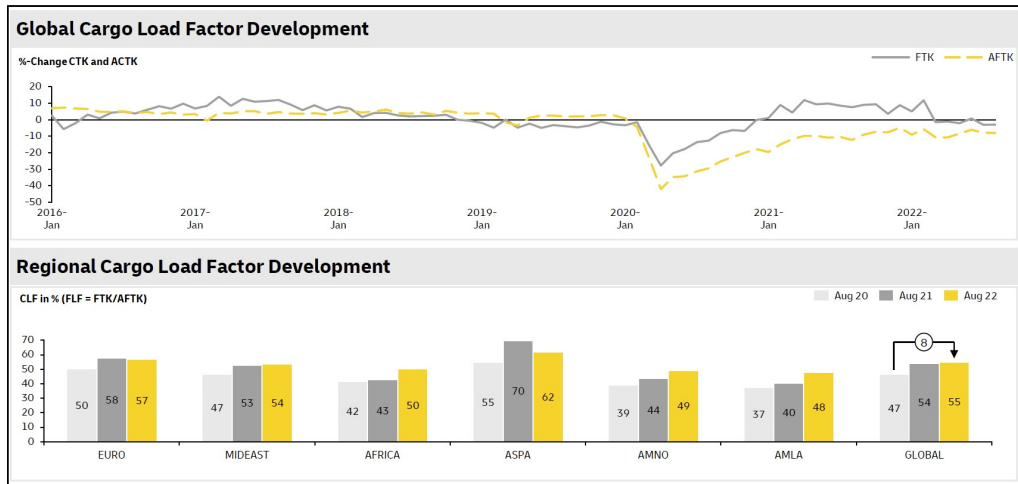 Global Cargo Load Factor Development
%-Change CTK and ACTK
FTK AFTK
20
10
0
-10
-20
-30
-40
-50
2016-
Jan
2017-
Jan
2018-
Jan
2019-
Jan
2020-
Jan
2021-
Jan
2022-
Jan
Regional Cargo Load Factor Development
CLF in % (FLF = FTK/AFTK)
Aug 20 Aug 21 Aug 22
70
60
50
40
30
20
10
0
50 58 57
47 53 54
42 43 50
55 70 62
39 44 49
37 40 48
8
47 54 55
EURO MIDEAST AFRICA ASPA AMNO AMLA GLOBAL